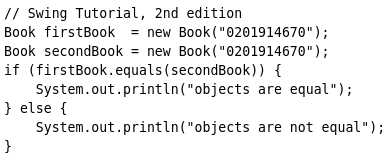 // Swing Tutorial, 2nd edition
Book firstBook  = new Book("0201914670");
Book secondBook = new Book("0201914670");
if (firstBook.equals(secondBook)) {
    System.out.println("objects are equal");
} else {
    System.out.println("objects are not equal");
}